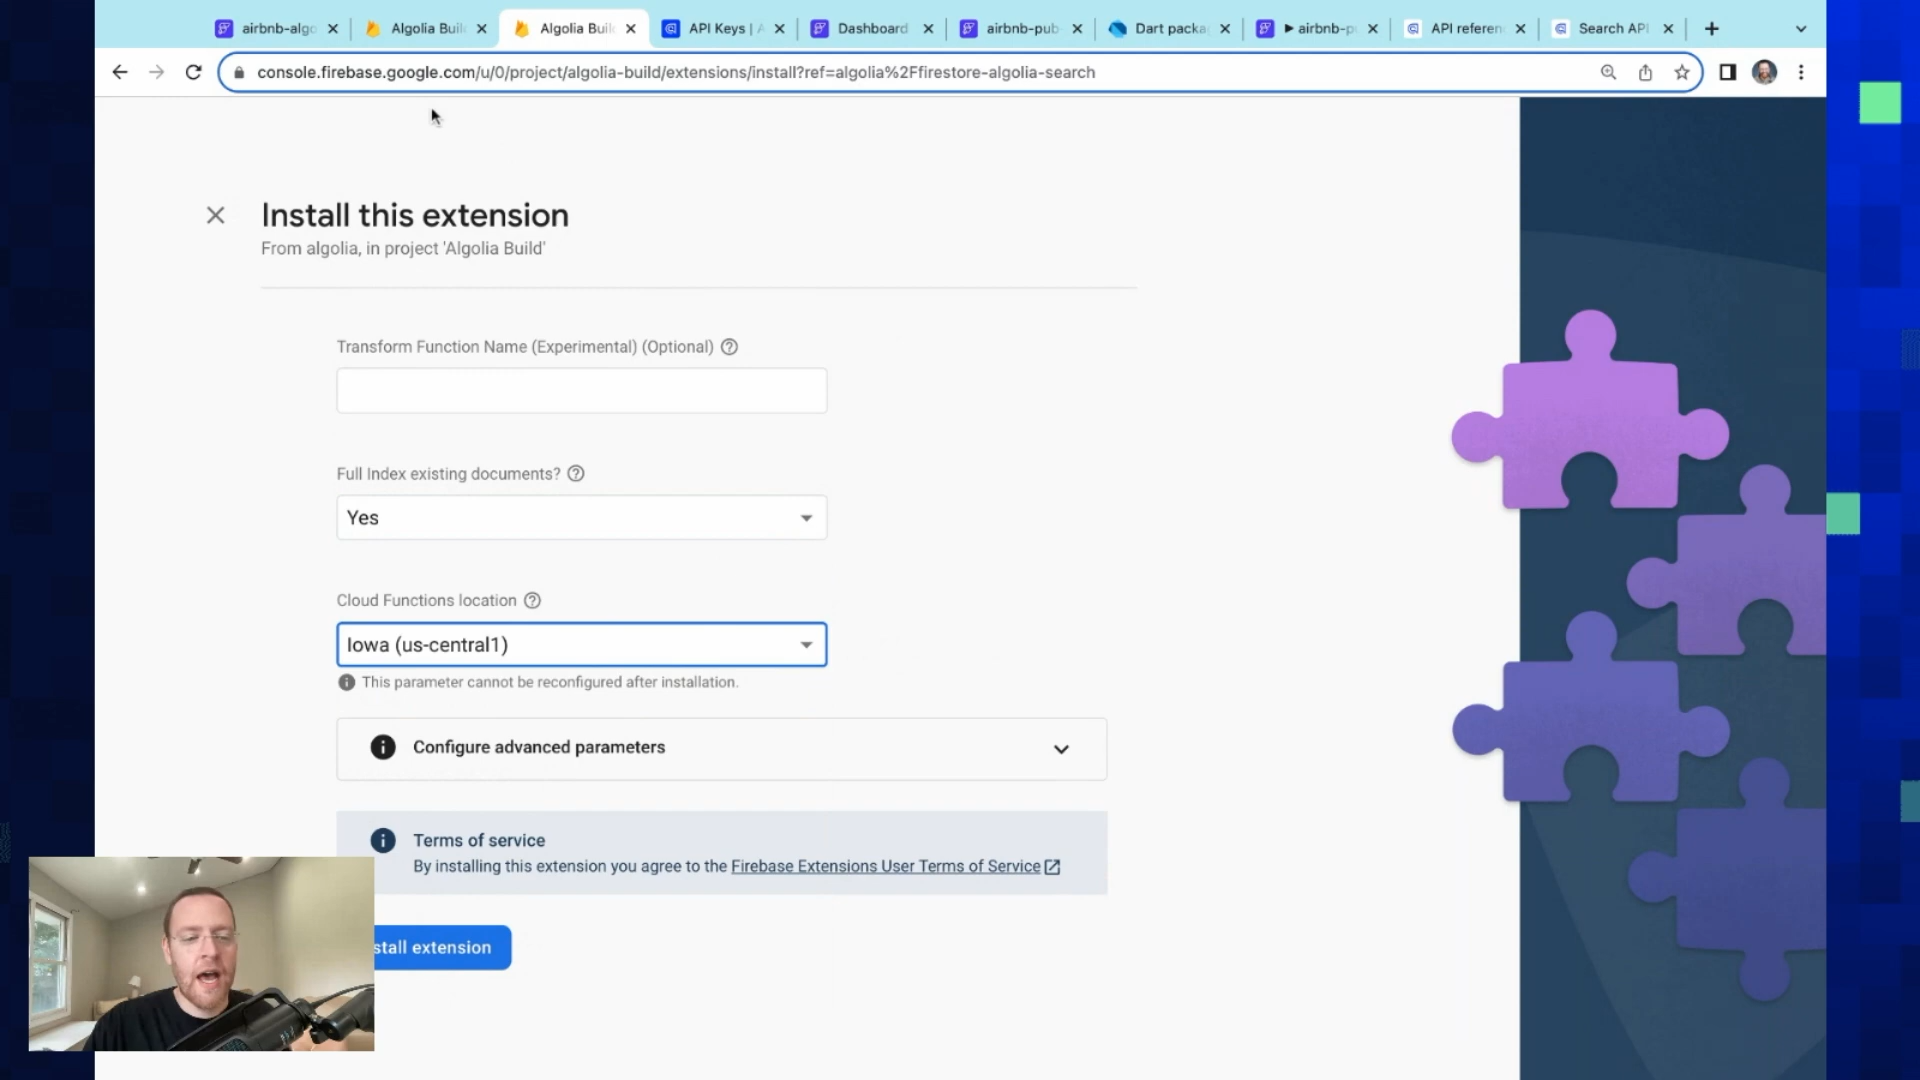 airbnb-algo
Algolia Buil
Algolia Buil
API Keys | A
Dashboard
airbnb-pub-
Dart packa
airbnb-p
API referen
Search API
console.firebase.google.com/u/0/project/algolia-build/extensions/install?ref=algolia%2Ffirestore-algolia-search
Install this extension
From algolia, in project 'Algolia Build'
Transform Function Name (Experimental) (Optional)
Full Index existing documents?
Yes
Cloud Functions location
Iowa (us-central1)
This parameter cannot be reconfigured after installation.
Configure advanced parameters
Terms of service
By installing this extension you agree to the Firebase Extensions User Terms of Service
stall extension